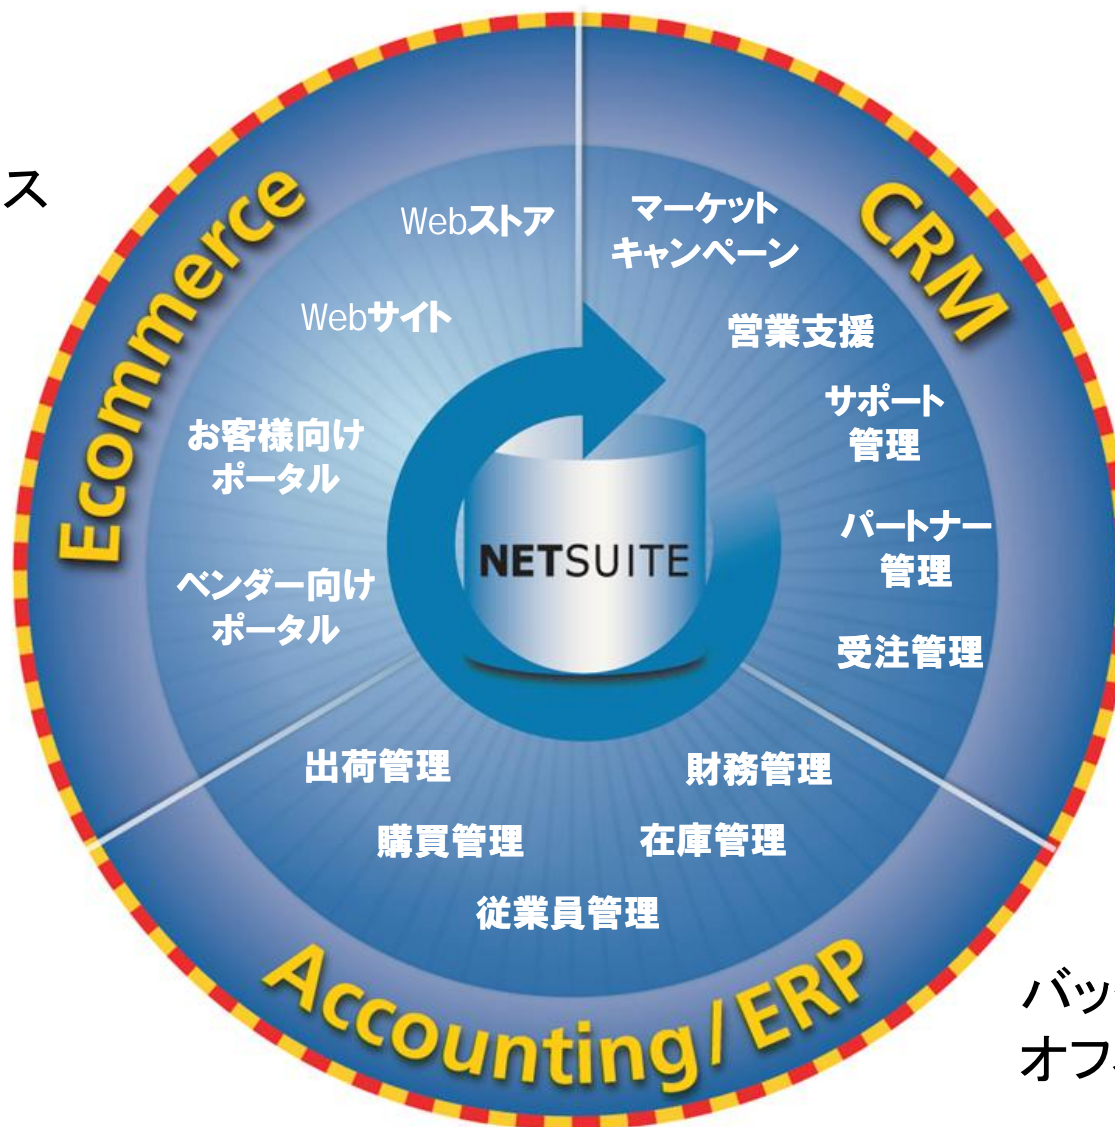 ス
Ecommerce
Webストア
Webサイト
お客様向け
ポータル
ベンダー向け
ポータル
CRM
マーケット
キャンペーン
営業支援
サポート
管理
パートナー
管理
受注管理
NETSUITE
出荷管理
財務管理
購買管理
在庫管理
従業員管理
Accounting/ERP
バッ
オフ